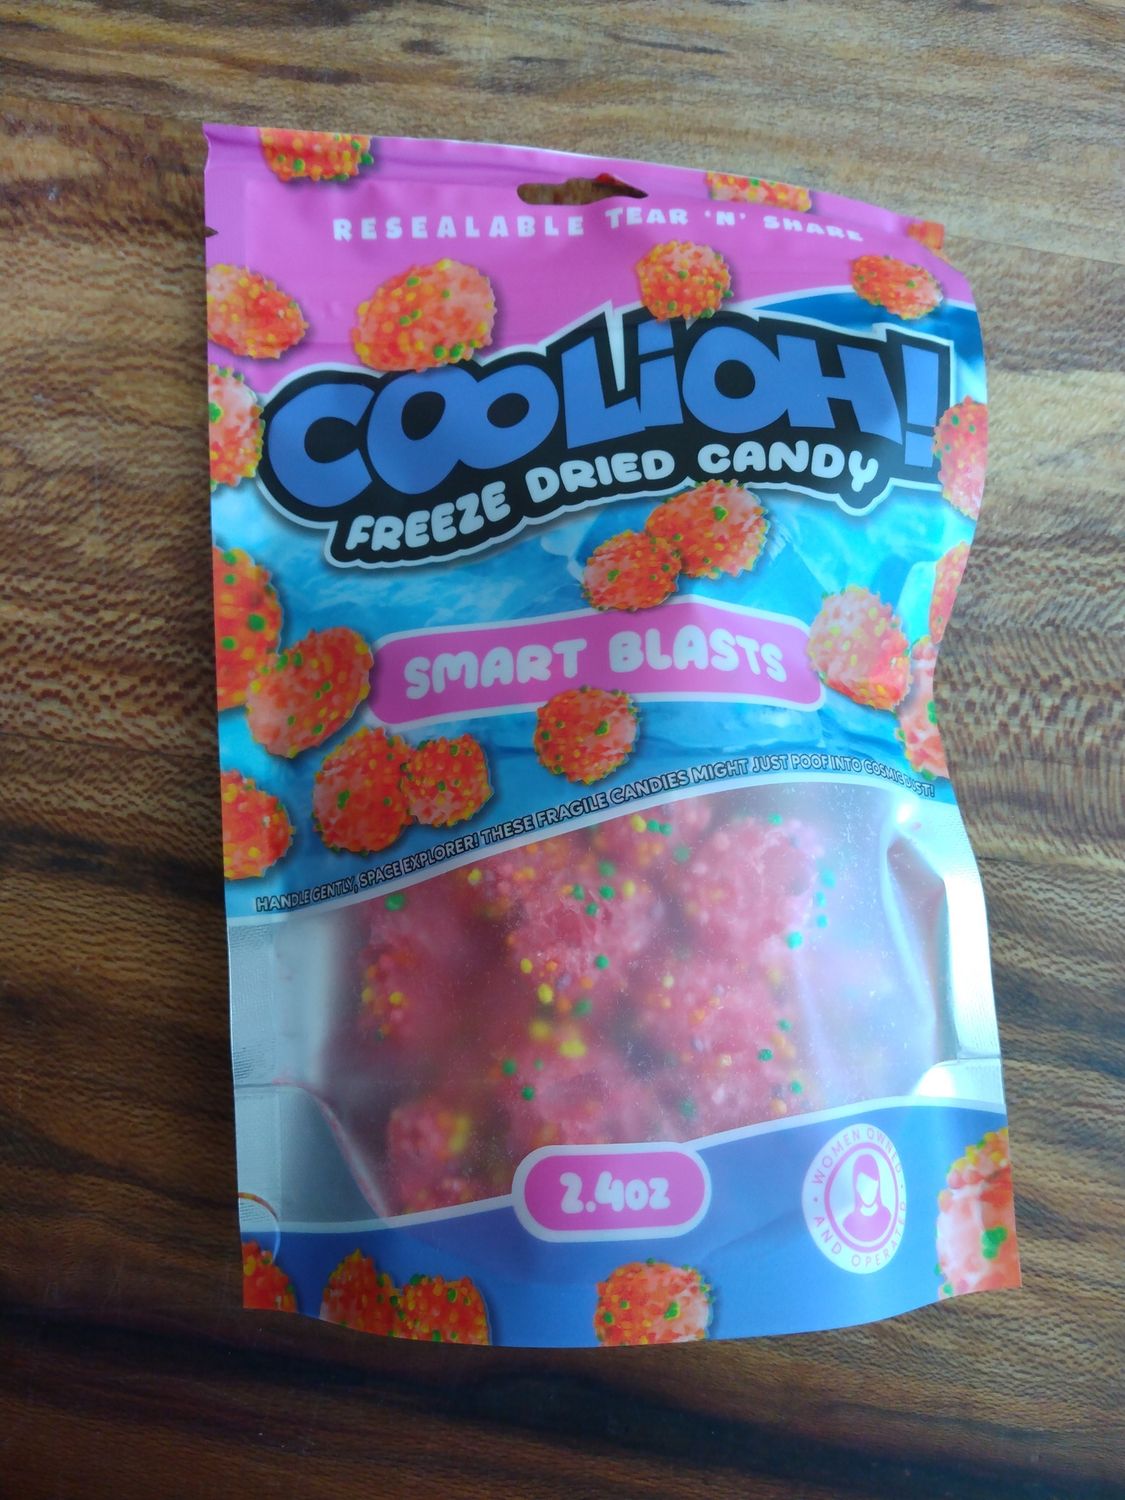 RESEALABLE TEAR 'N' SHARE
COOLiOH!
FREEZE DRIED CANDY
SMART BLASTS
HANDLE GENTLY, SPACE EXPLORER! THESE FRAGILE CANDIES MIGHT JUST POOF INTO COSMIC DUST!
2.4oz
WOMEN OWNED
AND OPERATED